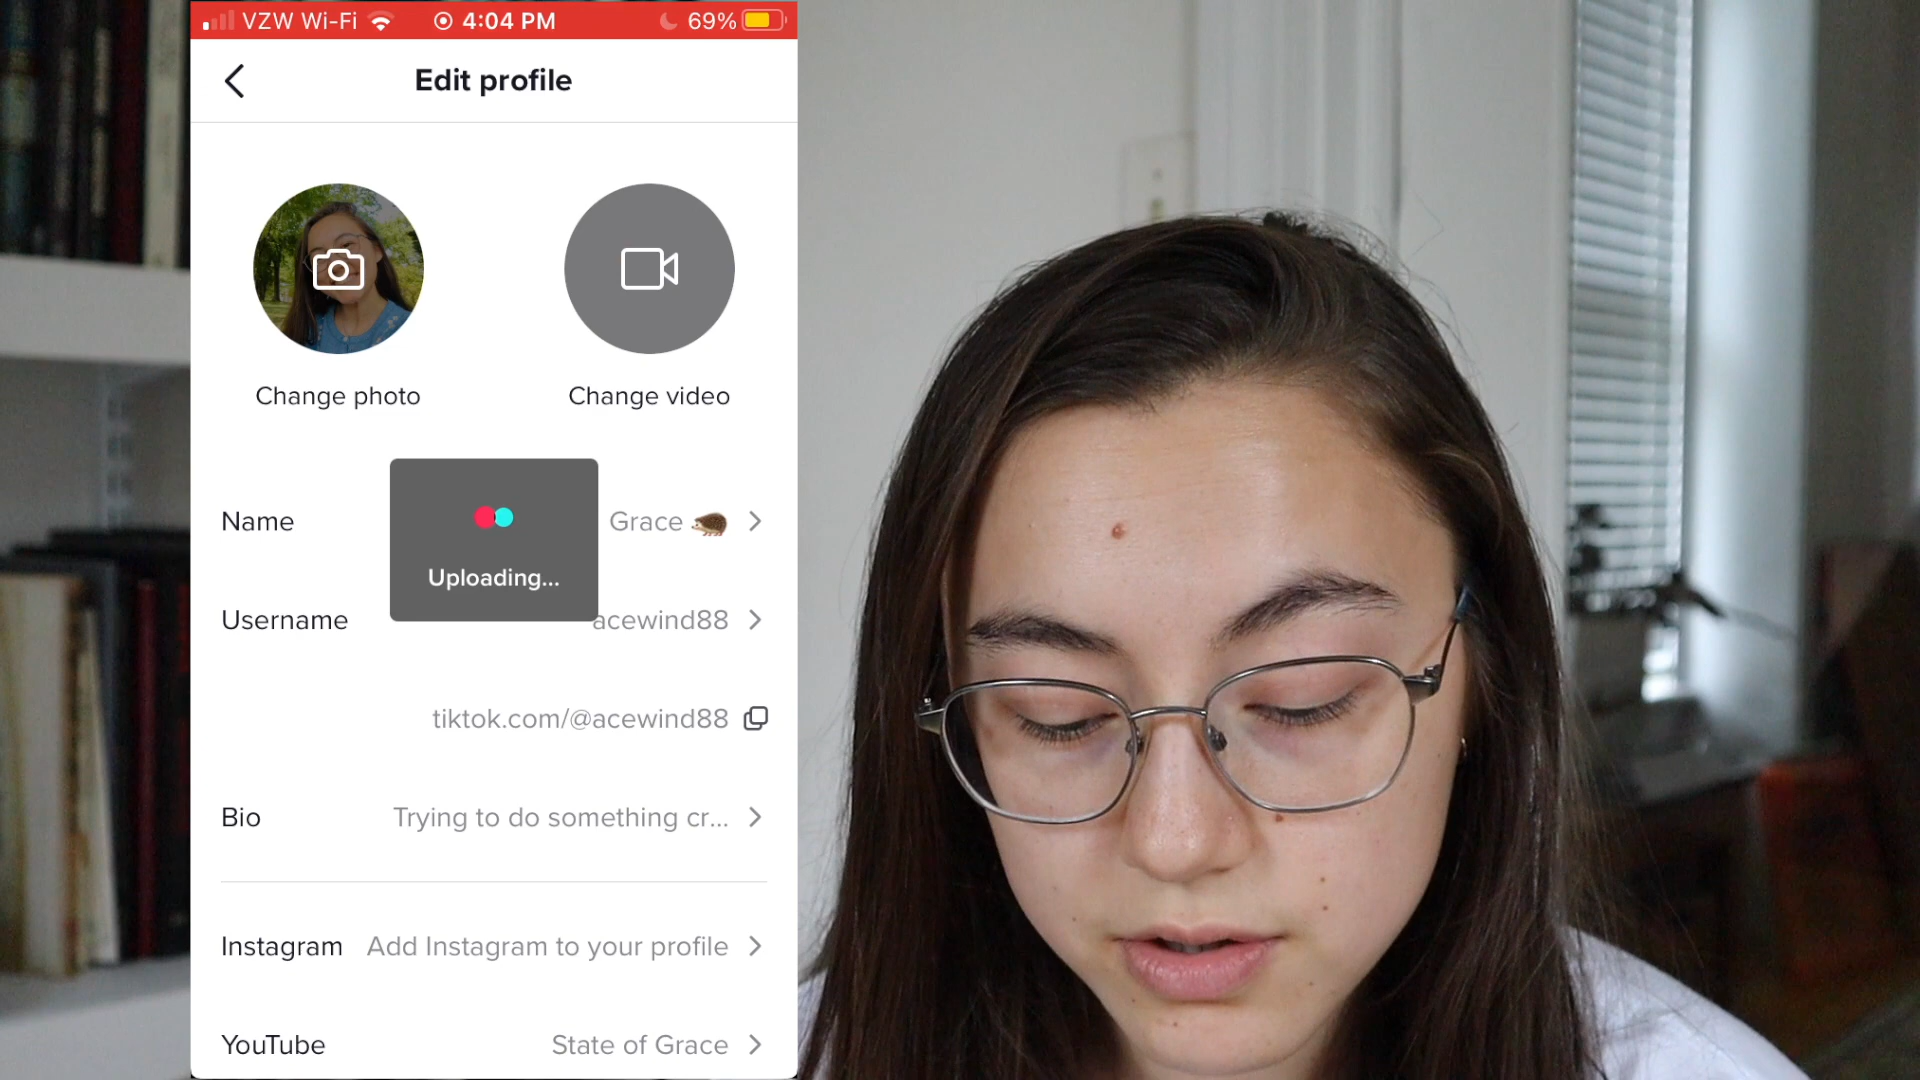 VZW Wi-Fi 4:04 PM 69%
Edit profile
Change photo Change video
Name Grace
Uploading...
Username acewind88
tiktok.com/@acewind88
Bio Trying to do something cr...
Instagram Add Instagram to your profile
YouTube State of Grace